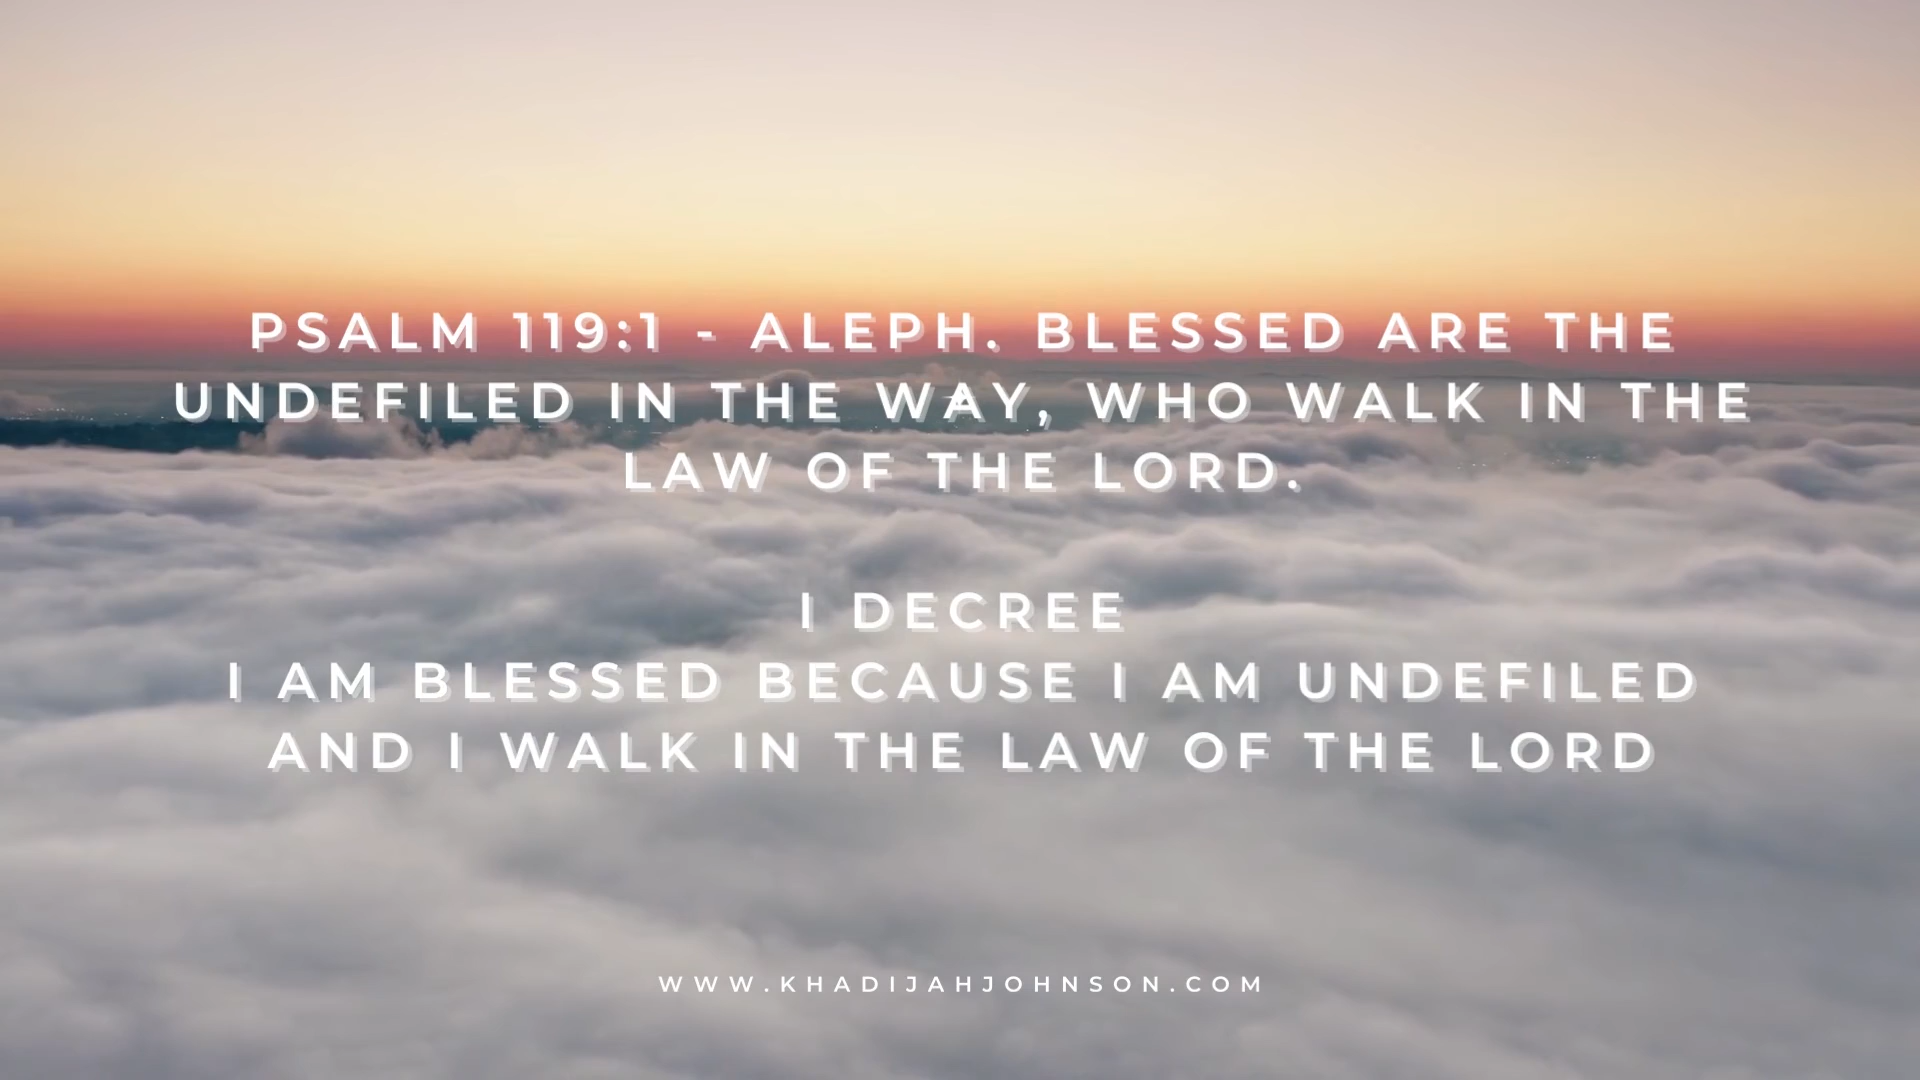 PSALM 119:1 - ALEPH. BLESSED ARE THE
UNDEFILED IN THE WAY, WHO WALK IN THE
LAW OF THE LORD.
I DECREE
I AM BLESSED BECAUSE I AM UNDEFILED
AND I WALK IN THE LAW OF THE LORD
WWW.KHADIJAHJOHNSON.COM